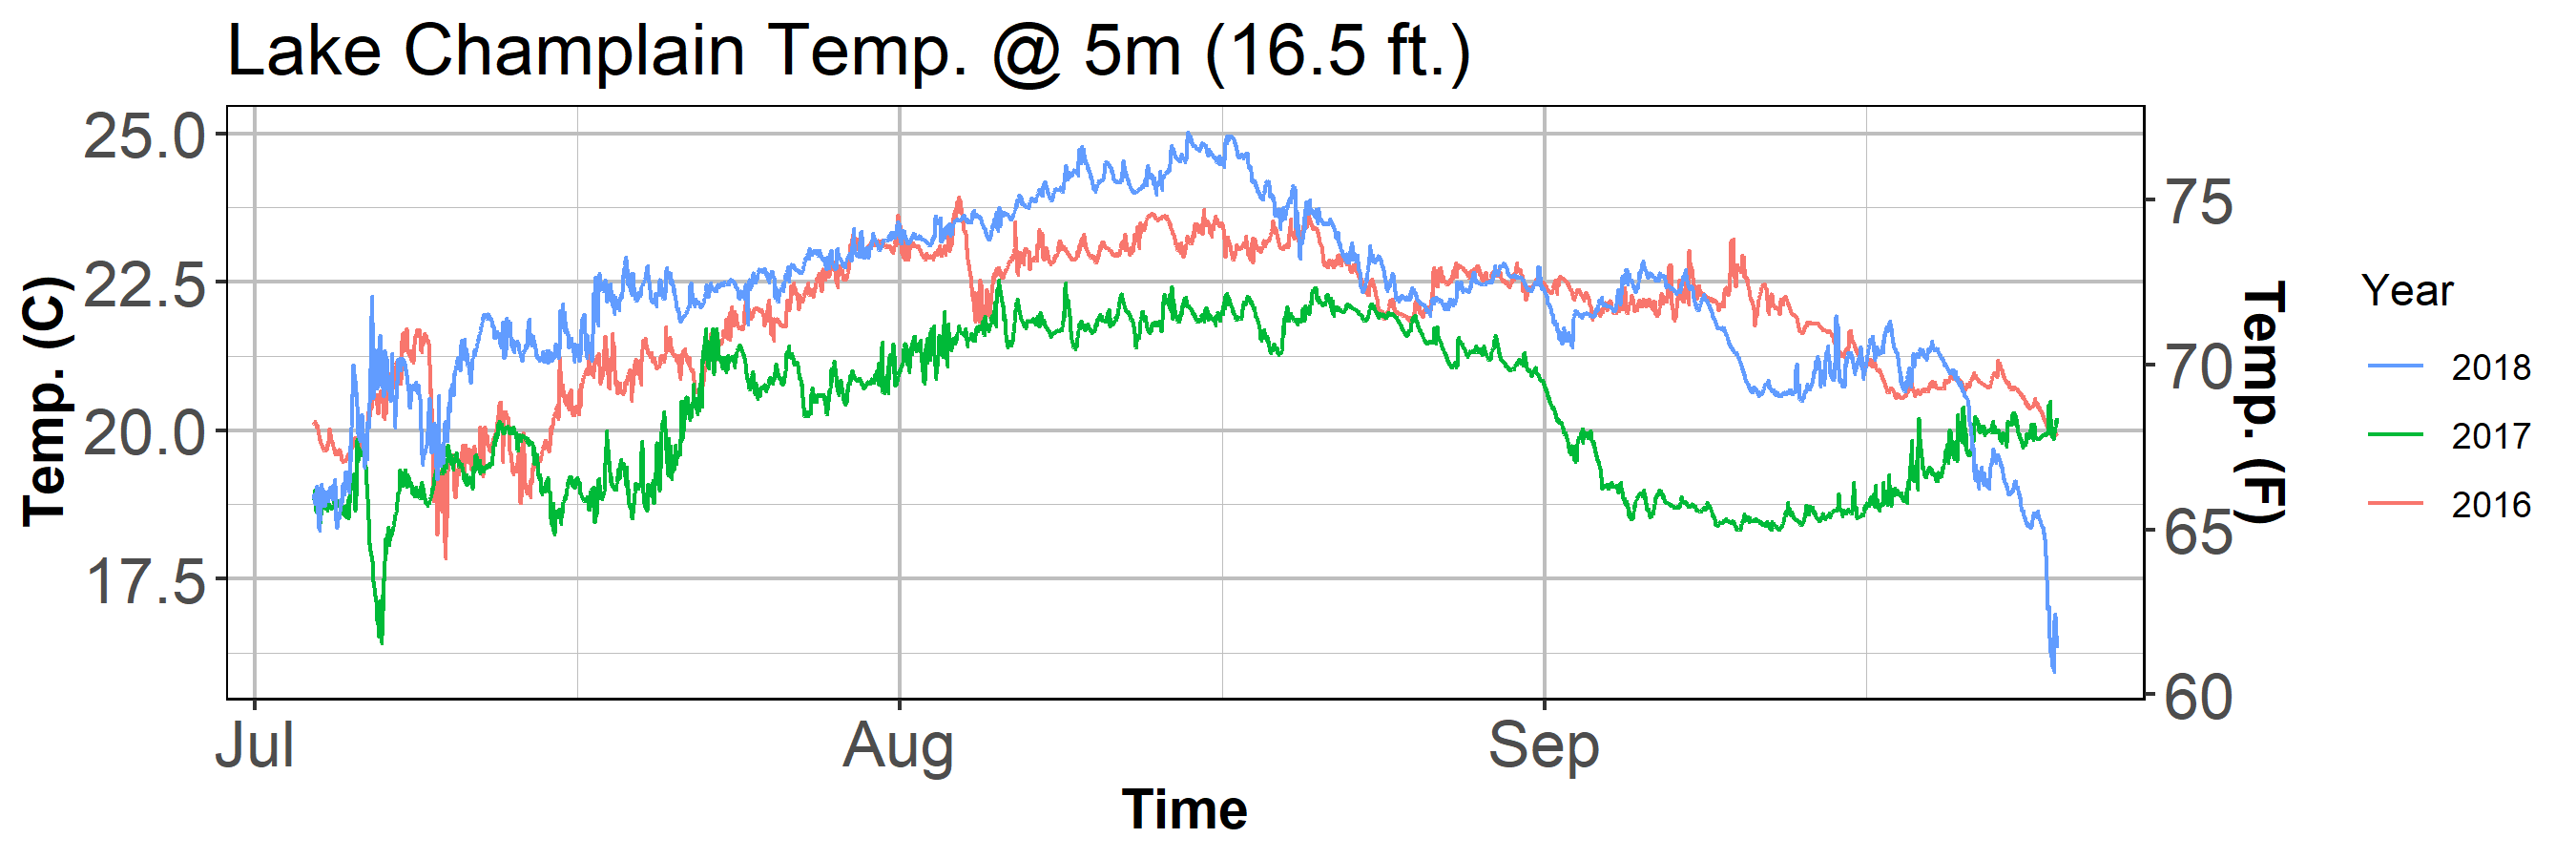 Lake Champlain Temp. @ 5m (16.5 ft.)
Temp. (C)
25.0
22.5
20.0
17.5
Jul
Aug
Sep
Time
75
70
65
60
Temp. (F)
Year
2018
2017
2016